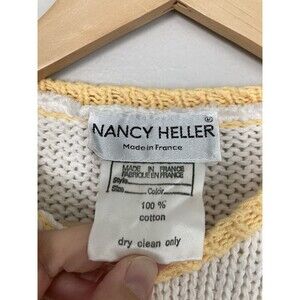 NANCY HELLER®
Made in France
MADE IN FRANCE
FABRIQUE EN FRANCE
Style
Size Color
100 %
cotton
dry clean only